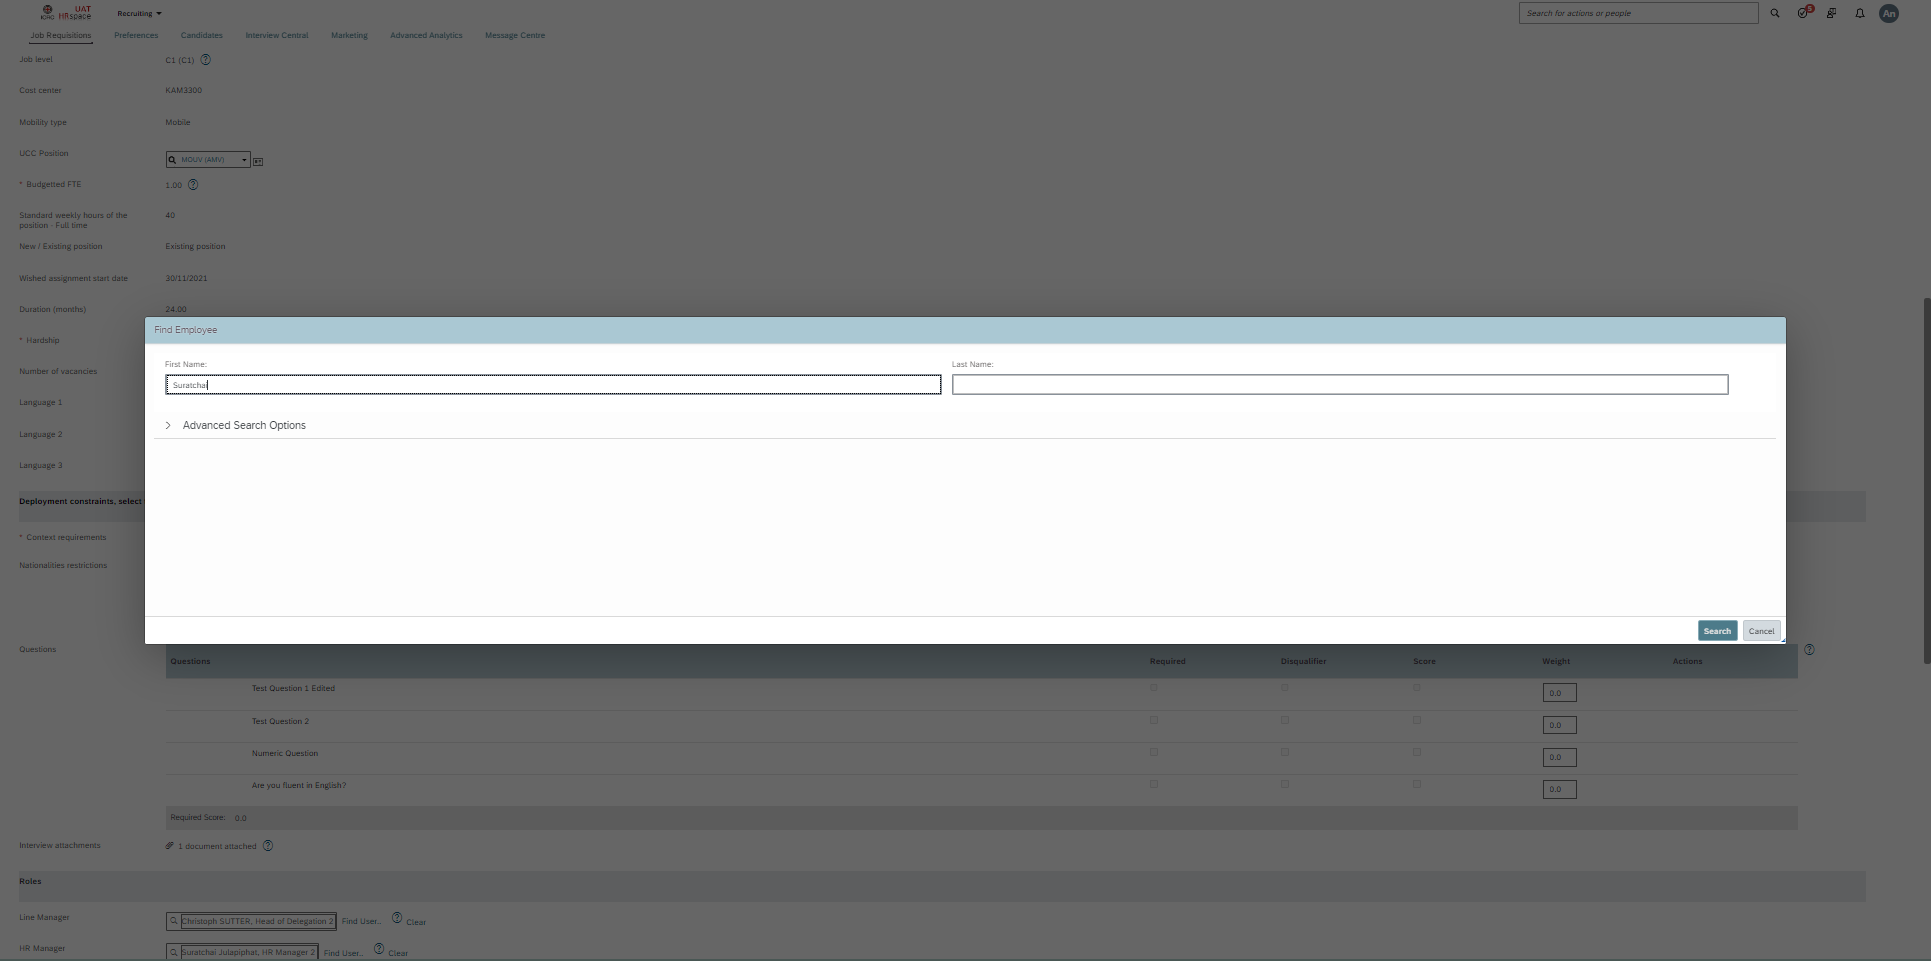 ICRC UAT HRspace
Recruiting
Search for actions or people
5
An
Job Requisitions Preferences Candidates Interview Central Marketing Advanced Analytics Message Centre
Job level C1 (C1)
Cost center KAM3300
Mobility type Mobile
UCC Position MOUV (AMV)
* Budgetted FTE 1.00
Standard weekly hours of the 40
position - Full time
New / Existing position Existing position
Wished assignment start date 30/11/2021
Duration (months) 24.00
Find Employee
* Hardship
First Name: Last Name:
Number of vacancies
Suratchai
Language 1
Advanced Search Options
Language 2
Language 3
Deployment constraints, select
* Context requirements
Nationalities restrictions
Search Cancel
Questions
Questions Required Disqualifier Score Weight Actions
Test Question 1 Edited 0.0
Test Question 2 0.0
Numeric Question 0.0
Are you fluent in English? 0.0
Required Score: 0.0
Interview attachments 1 document attached
Roles
Line Manager Christoph SUTTER, Head of Delegation 2 Find User... Clear
HR Manager Suratchai Julapiphat, HR Manager 2 Find User... Clear